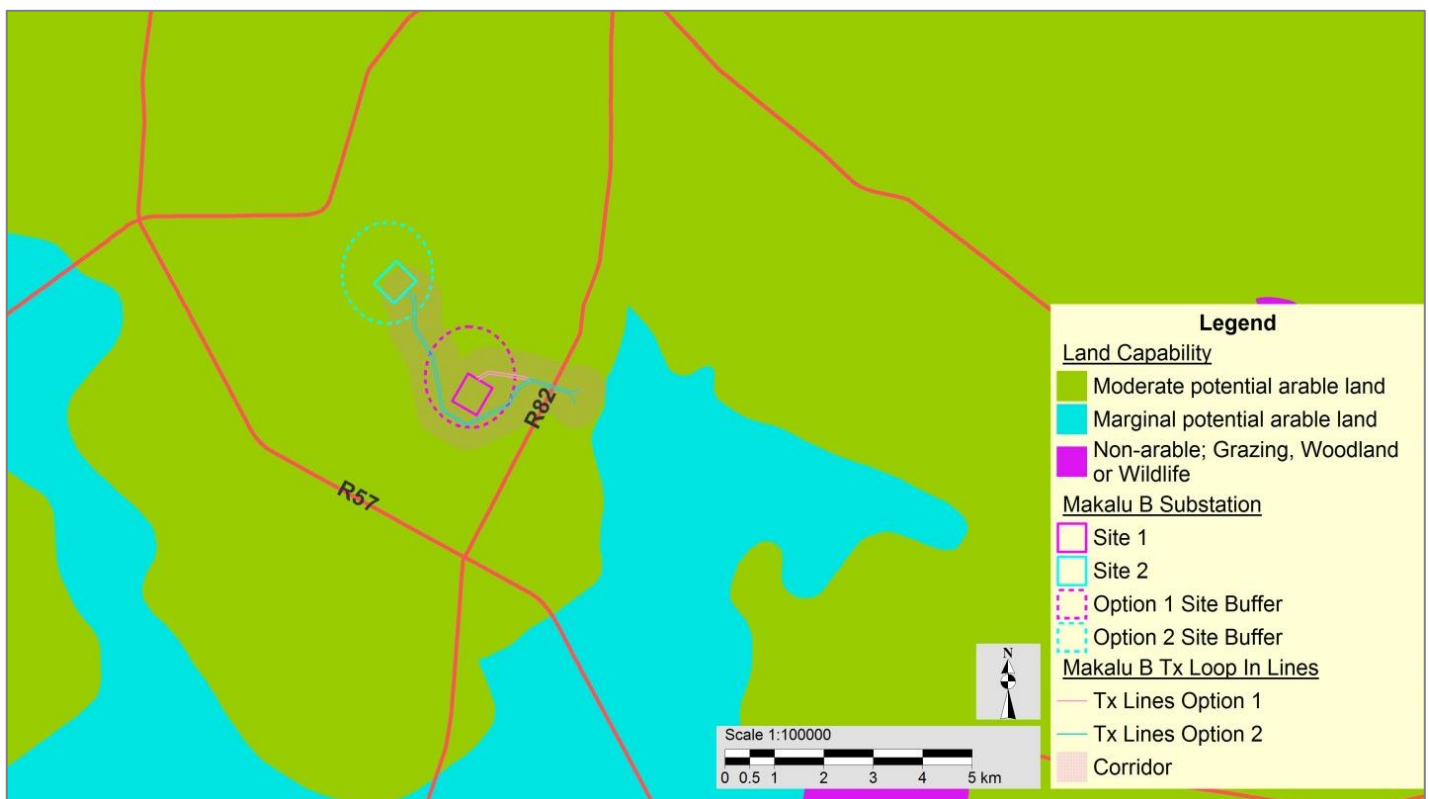 R82
R57
N
Scale 1:100000
0 0.5 1 2 3 4 5 km
Legend
Land Capability
Moderate potential arable land
Marginal potential arable land
Non-arable; Grazing, Woodland
or Wildlife
Makalu B Substation
Site 1
Site 2
Option 1 Site Buffer
Option 2 Site Buffer
Makalu B Tx Loop In Lines
Tx Lines Option 1
Tx Lines Option 2
Corridor